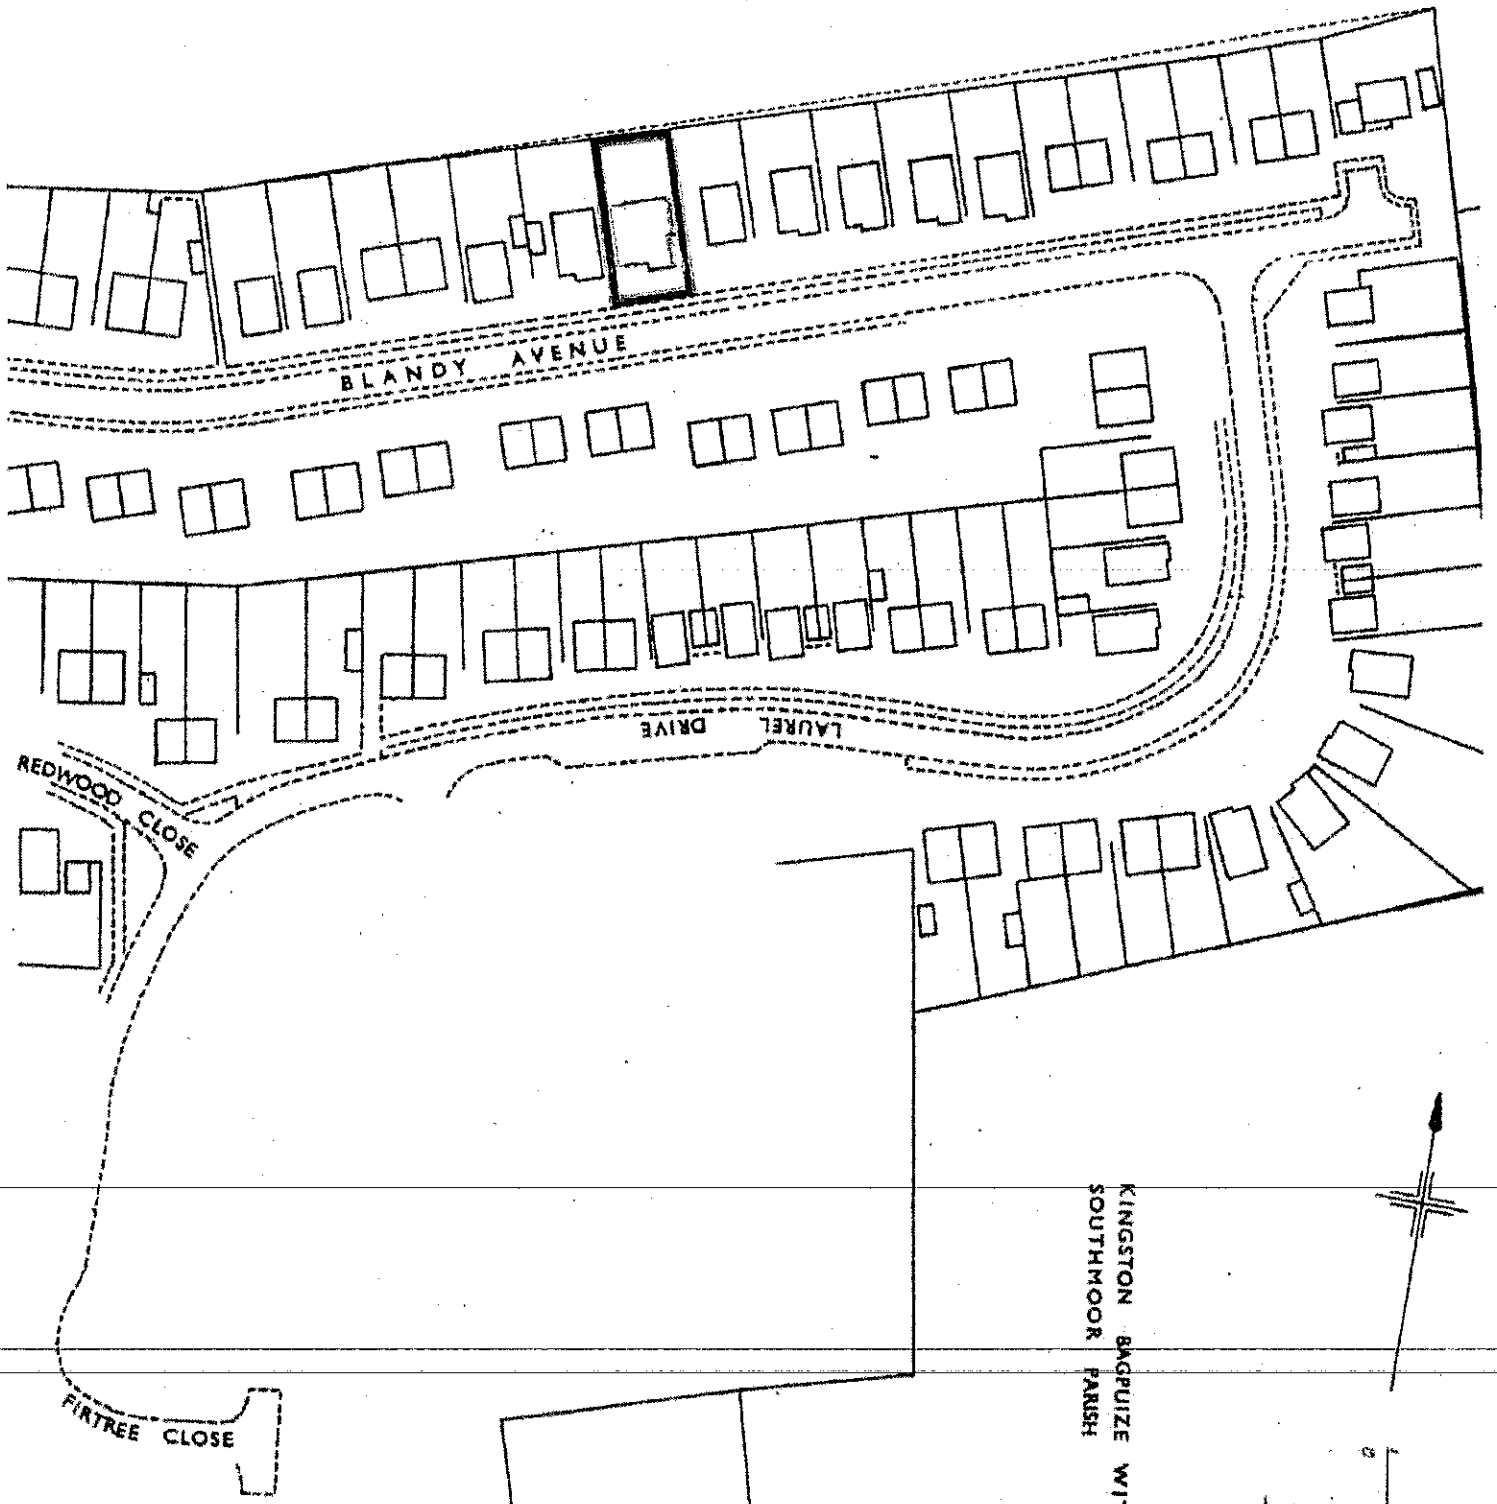 BLANDY AVENUE
LAUREL DRIVE
REDWOOD CLOSE
KINGSTON BAGPUIZE WI
SOUTHMOOR PARISH
FIRTREE CLOSE